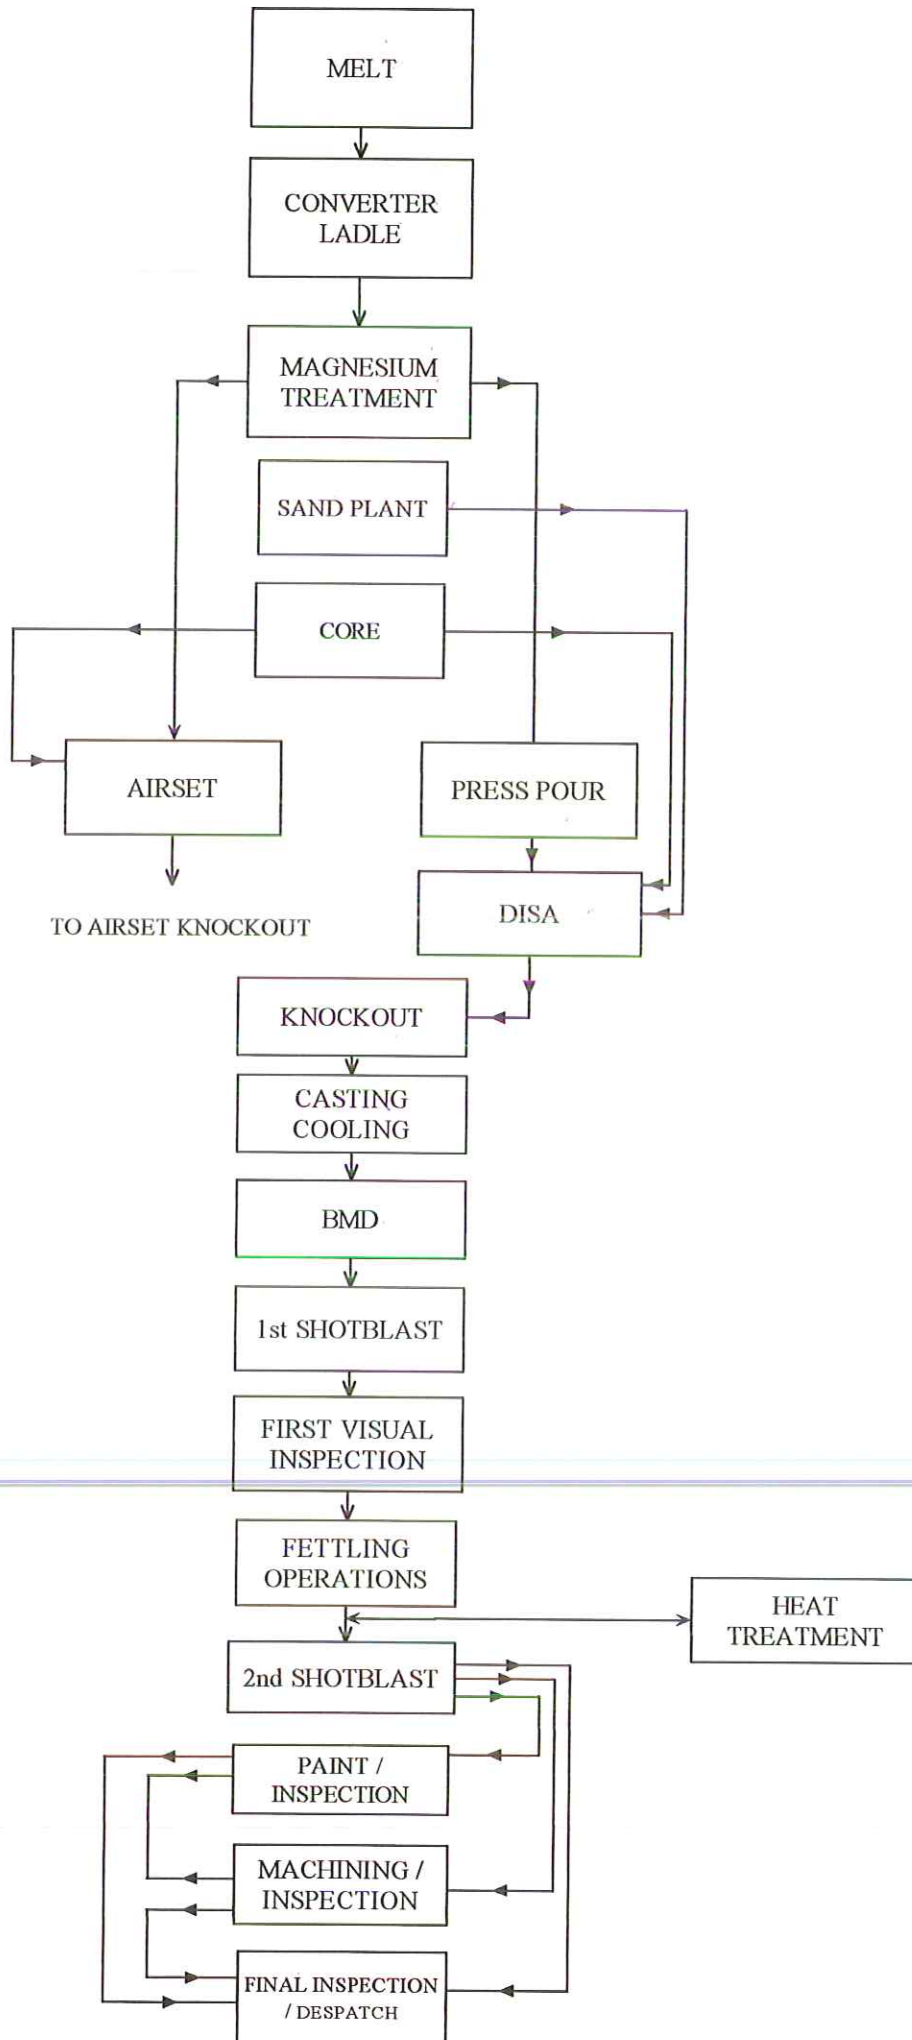 MELT
CONVERTER
LADLE
MAGNESIUM
TREATMENT
SAND PLANT
CORE
AIRSET
PRESS POUR
TO AIRSET KNOCKOUT
DISA
KNOCKOUT
CASTING
COOLING
BMD
1st SHOTBLAST
FIRST VISUAL
INSPECTION
FETTLING
OPERATIONS
HEAT
TREATMENT
2nd SHOTBLAST
PAINT /
INSPECTION
MACHINING /
INSPECTION
FINAL INSPECTION
/ DESPATCH